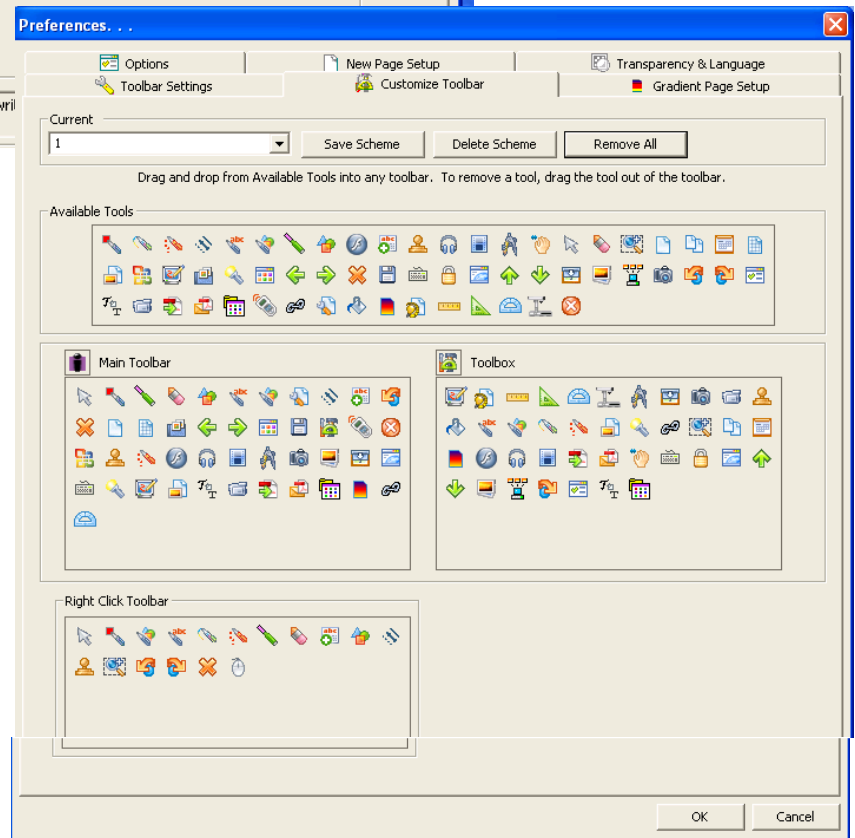 Preferences. . .
Options
New Page Setup
Transparency & Language
Toolbar Settings
Customize Toolbar
Gradient Page Setup
Current
1
Save Scheme
Delete Scheme
Remove All
Drag and drop from Available Tools into any toolbar. To remove a tool, drag the tool out of the toolbar.
Available Tools
Main Toolbar
Toolbox
Right Click Toolbar
OK
Cancel